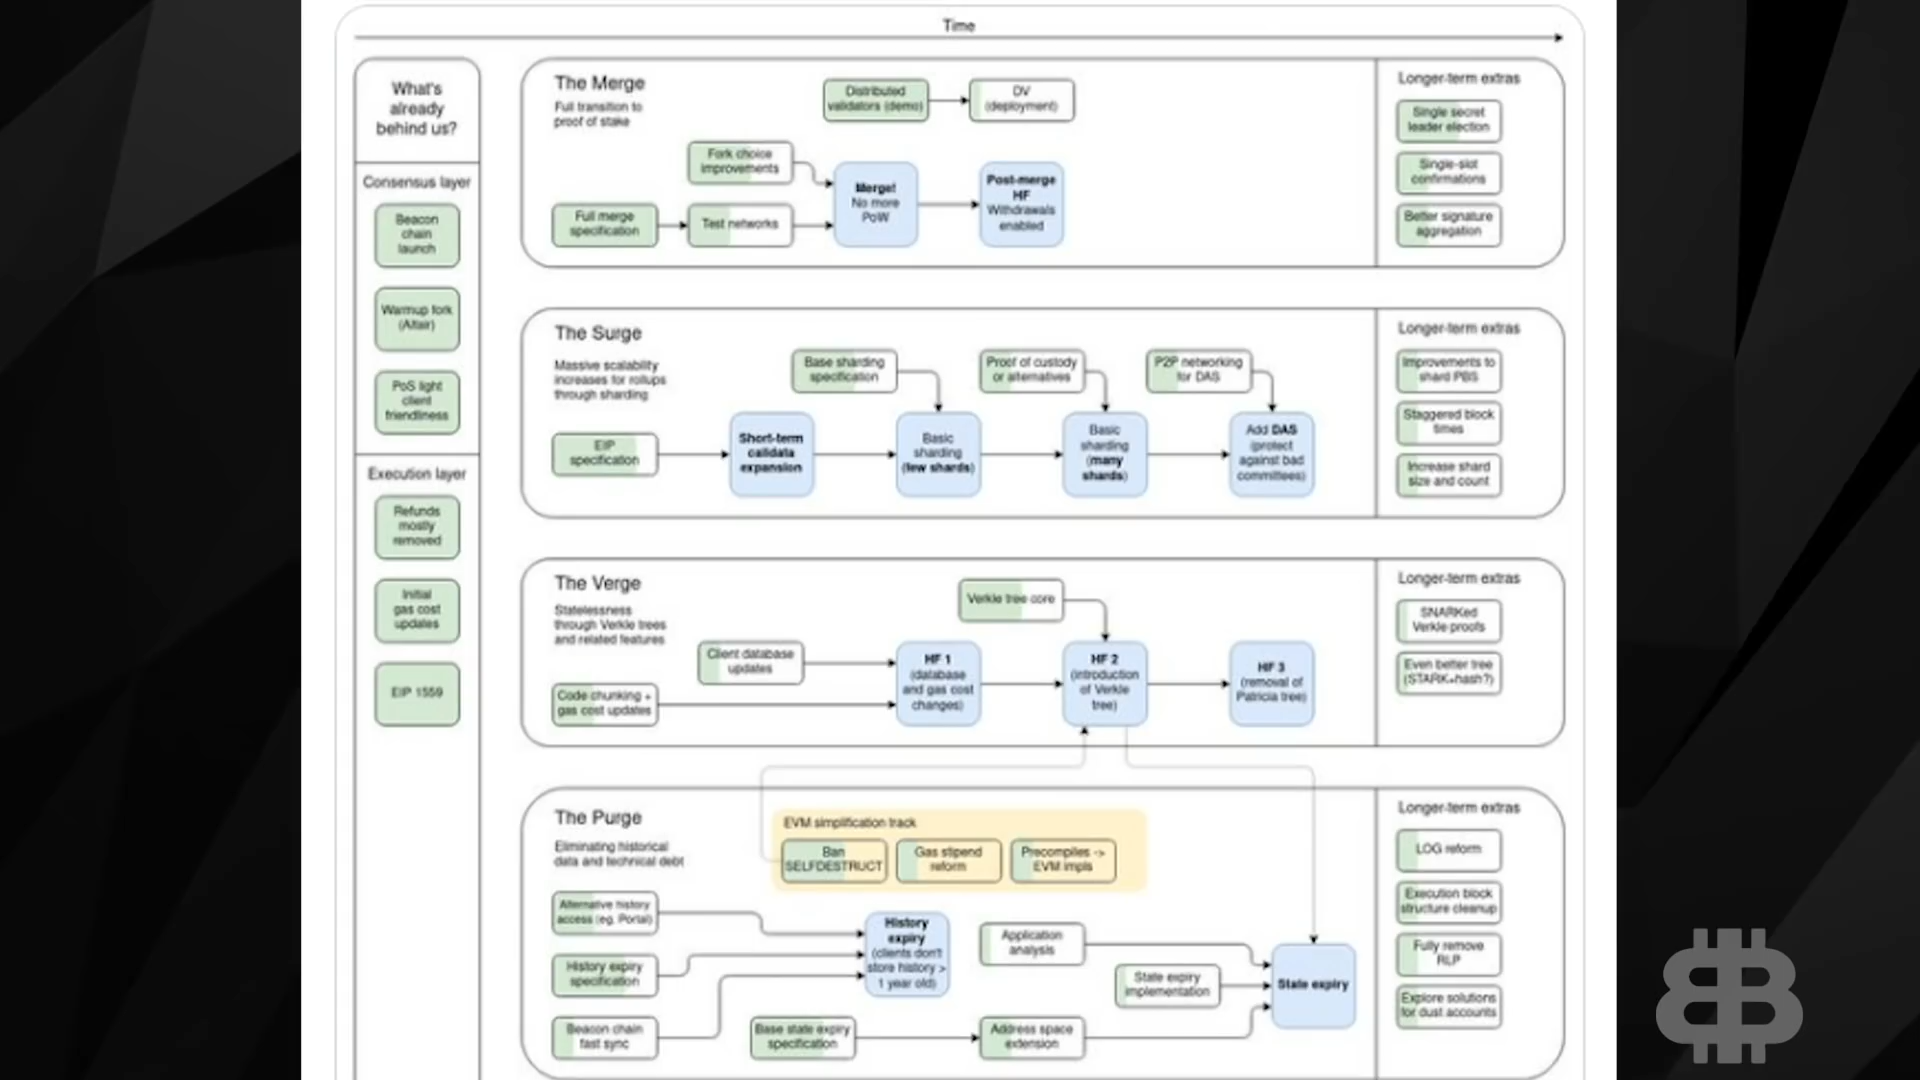 Time
What's
already
behind us?
Consensus layer
Beacon
chain
launch
Warmup fork
(Altair)
PoS light
client
friendliness
Execution layer
Refunds
mostly
removed
Initial
gas cost
updates
EIP 1559
The Merge
Full transition to
proof of stake
Distributed
validators (demo)
DV
(deployment)
Fork choice
improvements
Full merge
specification
Test networks
Merge!
No more
PoW
Post-merge
HF
Withdrawals
enabled
Longer-term extras
Single secret
leader election
Single-slot
confirmations
Better signature
aggregation
The Surge
Massive scalability
increases for rollups
through sharding
Base sharding
specification
Proof of custody
or alternatives
P2P networking
for DAS
EIP
specification
Short-term
calldata
expansion
Basic
sharding
(few shards)
Basic
sharding
(many
shards)
Add DAS
(protect
against bad
committees)
Longer-term extras
Improvements to
shard PBS
Staggered block
times
Increase shard
size and count
The Verge
Statelessness
through Verkle trees
and related features
Verkle tree core
Client database
updates
Code chunking +
gas cost updates
HF 1
(database
and gas cost
changes)
HF 2
(introduction
of Verkle
tree)
HF 3
(removal of
Patricia tree)
Longer-term extras
SNARKed
Verkle proofs
Even better tree
(STARK+hash?)
The Purge
Eliminating historical
data and technical debt
EVM simplification track
Ban
SELFDESTRUCT
Gas stipend
reform
Precompiles ->
EVM impls
Alternative history
access (eg. Portal)
History expiry
specification
Beacon chain
fast sync
History
expiry
(clients don't
store history >
1 year old)
Application
analysis
State expiry
implementation
Base state expiry
specification
Address space
extension
State expiry
Longer-term extras
LOG reform
Execution block
structure cleanup
Fully remove
RLP
Explore solutions
for dust accounts